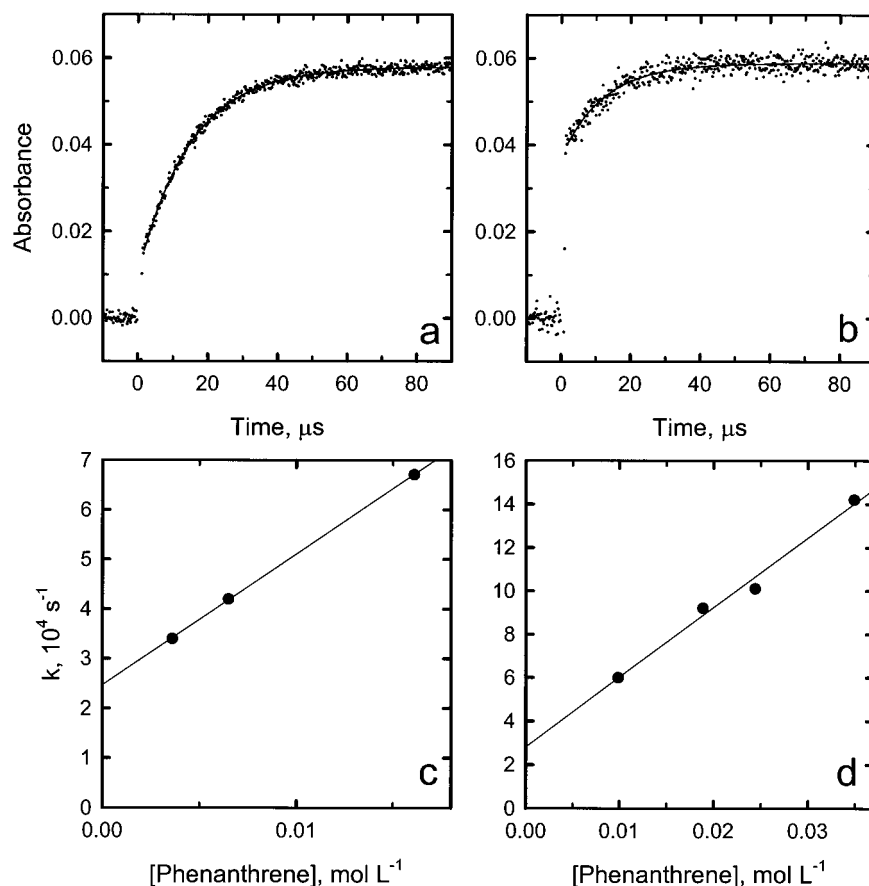 0.06
0.04
0.02
0.00
Absorbance
0 20 40 60 80
Time, μs
a
0.06
0.04
0.02
0.00
0 20 40 60 80
Time, μs
b
7
6
5
4
3
2
1
0
k, 10⁴ s⁻¹
0.00 0.01
[Phenanthrene], mol L⁻¹
c
16
14
12
10
8
6
4
2
0
0.00 0.01 0.02 0.03
[Phenanthrene], mol L⁻¹
d